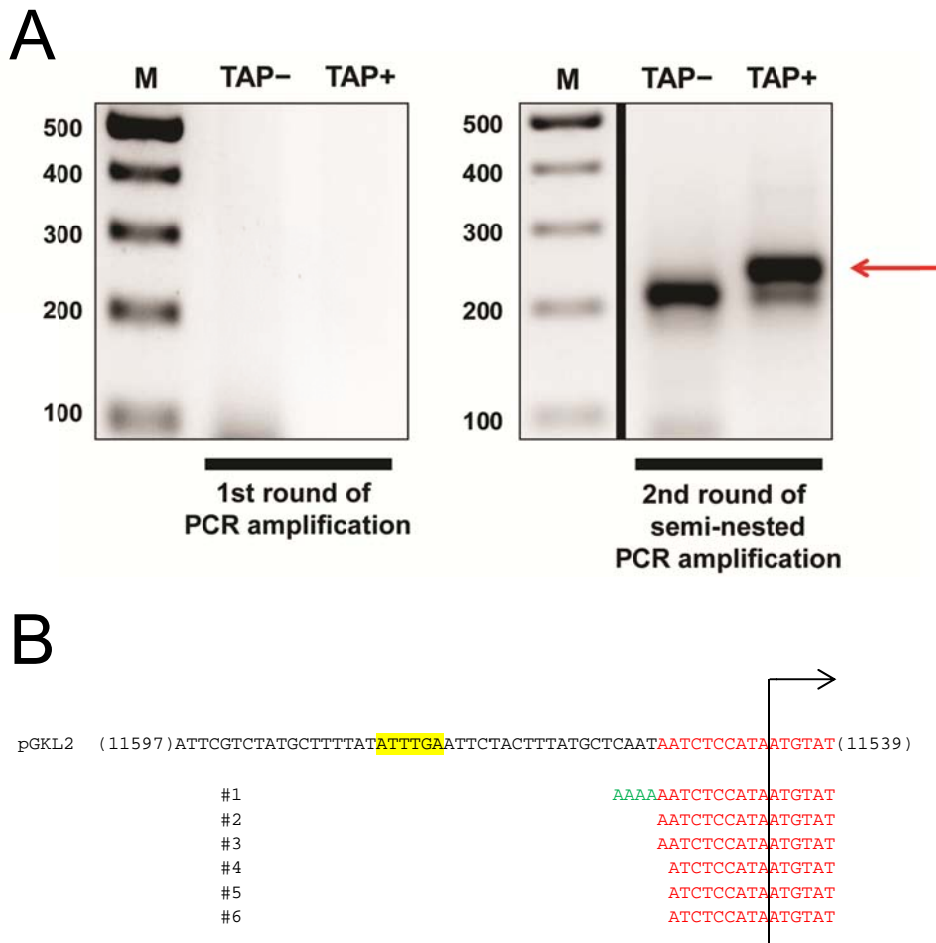 A
M TAP− TAP+
500
400
300
200
100
1st round of
PCR amplification
M TAP− TAP+
500
400
300
200
100
2nd round of
semi-nested
PCR amplification
B
pGKL2 (11597)ATTCGTCTATGCTTTTATATTTGAATTCTACTTTATGCTCAATAATCTCCATAATGTAT(11539)
#1 AAAAAATCTCCATAATGTAT
#2 AATCTCCATAATGTAT
#3 AATCTCCATAATGTAT
#4 ATCTCCATAATGTAT
#5 ATCTCCATAATGTAT
#6 ATCTCCATAATGTAT